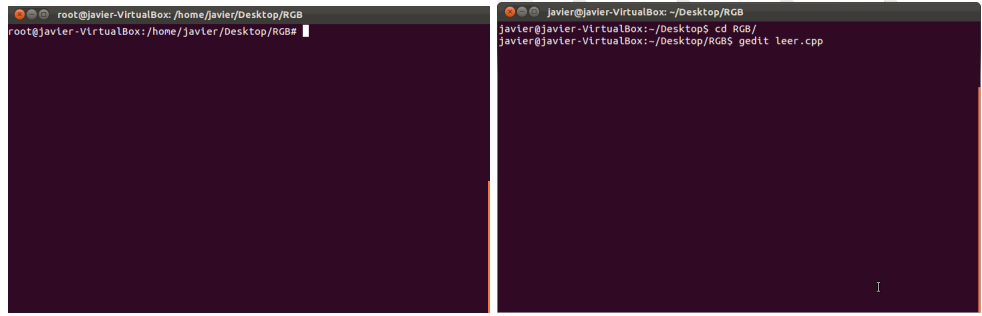 root@javier-VirtualBox: /home/javier/Desktop/RGB
root@javier-VirtualBox:/home/javier/Desktop/RGB#
javier@javier-VirtualBox: ~/Desktop/RGB
javier@javier-VirtualBox:~/Desktop$ cd RGB/
javier@javier-VirtualBox:~/Desktop/RGB$ gedit leer.cpp